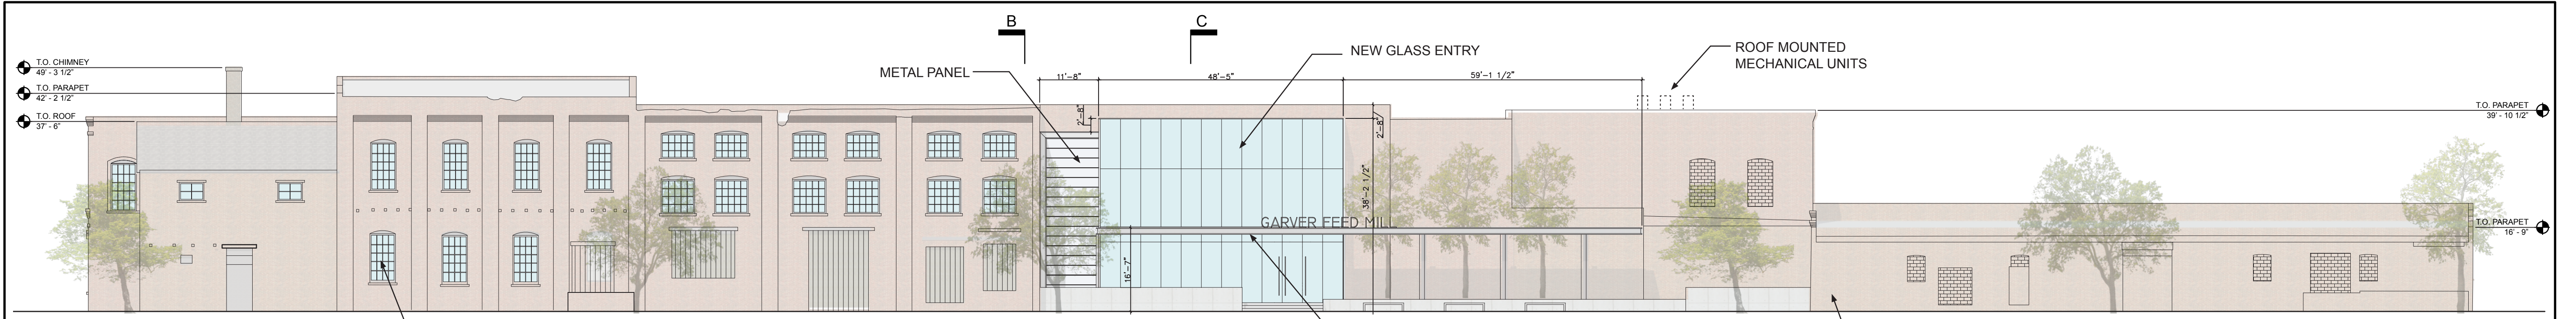 B
C
T.O. CHIMNEY
49' - 3 1/2"
T.O. PARAPET
42' - 2 1/2"
T.O. ROOF
37' - 6"
METAL PANEL
NEW GLASS ENTRY
ROOF MOUNTED
MECHANICAL UNITS
11'-8"
48'-5"
59'-1 1/2"
2'-8"
2'-8"
38'-2 1/2"
16'-7"
GARVER FEED MILL
T.O. PARAPET
39' - 10 1/2"
T.O. PARAPET
16' - 9"